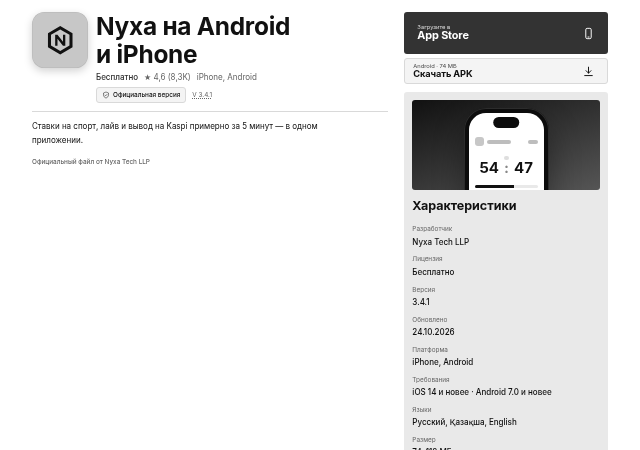 Nyxa на Android
и iPhone
Бесплатно ★ 4,6 (8,3K) iPhone, Android
Официальная версия V 3.4.1
Ставки на спорт, лайв и вывод на Kaspi примерно за 5 минут — в одном
приложении.
Официальный файл от Nyxa Tech LLP
Загрузите в
App Store
Android · 74 МБ
Скачать APK
54 : 47
Характеристики
Разработчик
Nyxa Tech LLP
Лицензия
Бесплатно
Версия
3.4.1
Обновлено
24.10.2026
Платформа
iPhone, Android
Требования
iOS 14 и новее · Android 7.0 и новее
Языки
Русский, Қазақша, English
Размер